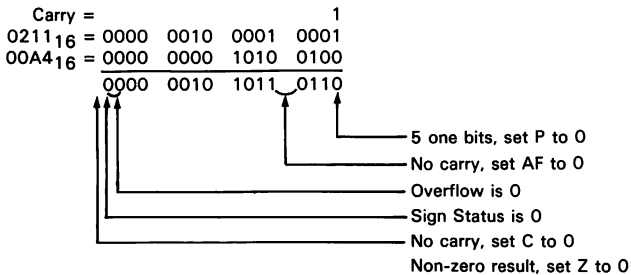 Carry = 1
0211₁₆ = 0000 0010 0001 0001
00A4₁₆ = 0000 0000 1010 0100
0000 0010 1011 0110
5 one bits, set P to 0
No carry, set AF to 0
Overflow is 0
Sign Status is 0
No carry, set C to 0
Non-zero result, set Z to 0